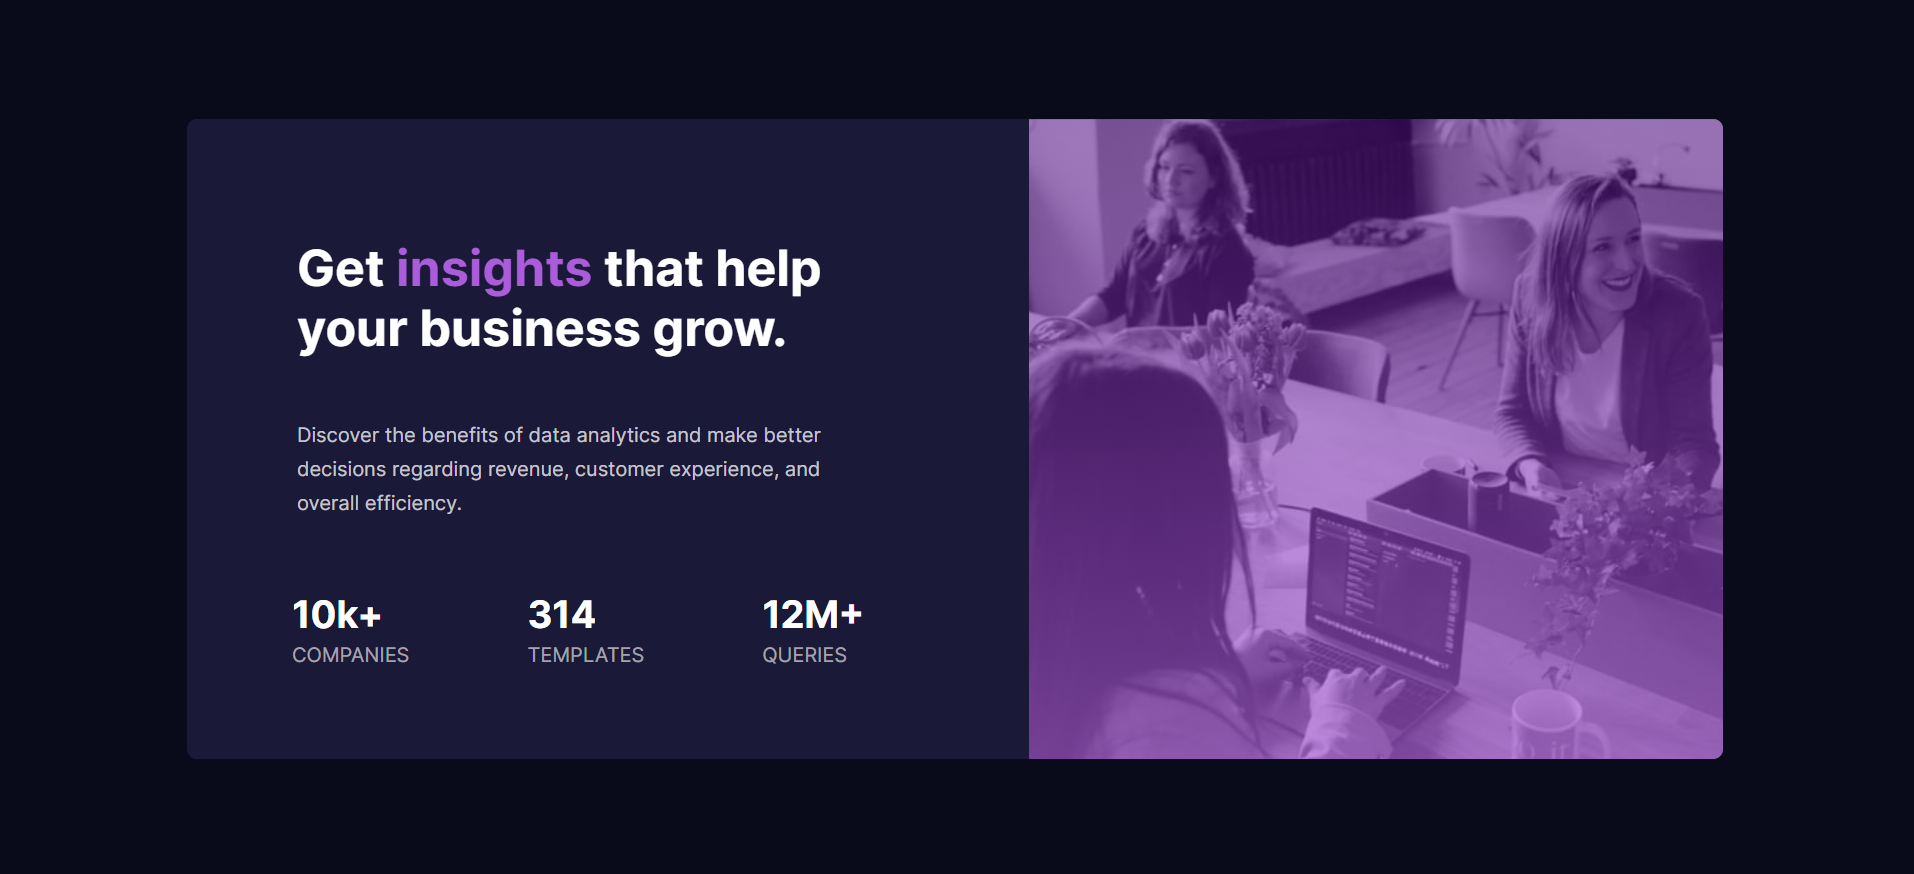 Get insights that help
your business grow.
Discover the benefits of data analytics and make better
decisions regarding revenue, customer experience, and
overall efficiency.
10k+
COMPANIES
314
TEMPLATES
12M+
QUERIES